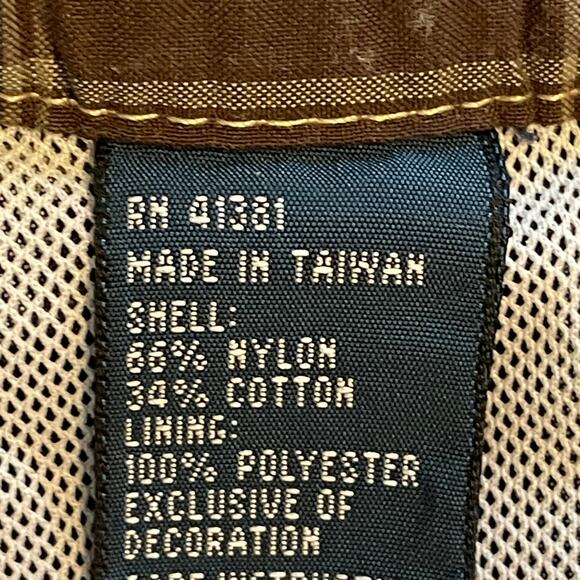 RN 41381
MADE IN TAIWAN
SHELL:
66% NYLON
34% COTTON
LINING:
100% POLYESTER
EXCLUSIVE OF
DECORATION